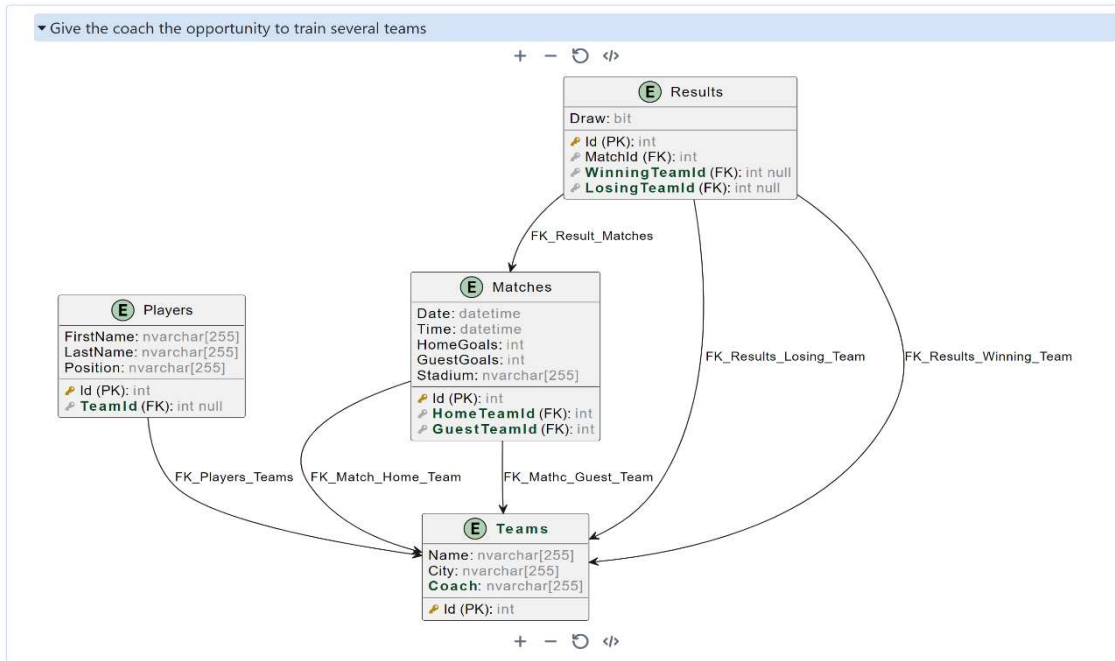 Give the coach the opportunity to train several teams
E Results
Draw: bit
Id (PK): int
MatchId (FK): int
WinningTeamId (FK): int null
LosingTeamId (FK): int null
FK_Result_Matches
E Matches
Date: datetime
Time: datetime
HomeGoals: int
GuestGoals: int
Stadium: nvarchar[255]
Id (PK): int
HomeTeamId (FK): int
GuestTeamId (FK): int
E Players
FirstName: nvarchar[255]
LastName: nvarchar[255]
Position: nvarchar[255]
Id (PK): int
TeamId (FK): int null
FK_Results_Losing_Team
FK_Results_Winning_Team
FK_Players_Teams
FK_Match_Home_Team
FK_Mathc_Guest_Team
E Teams
Name: nvarchar[255]
City: nvarchar[255]
Coach: nvarchar[255]
Id (PK): int